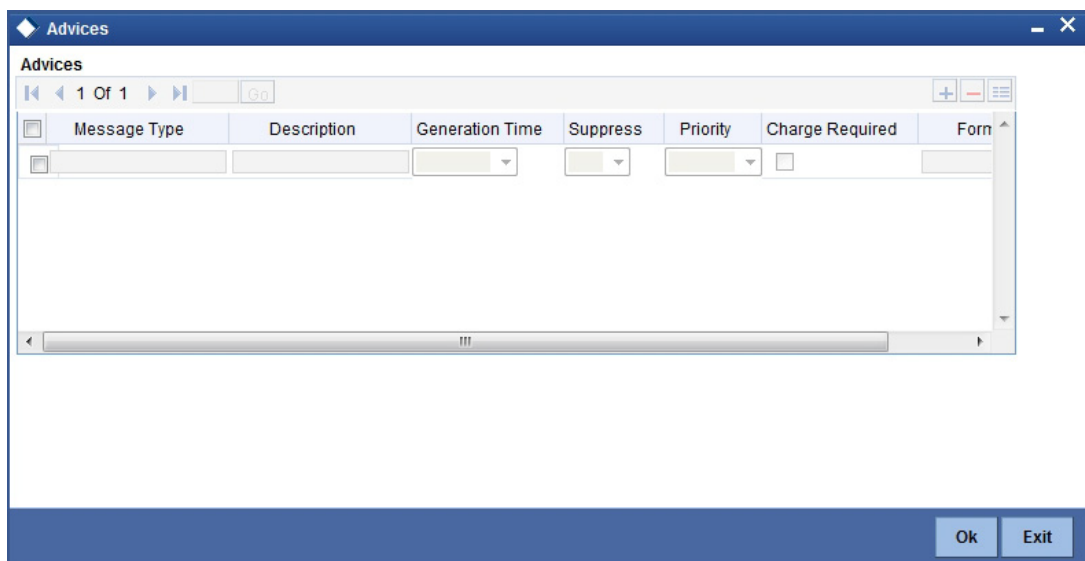 Advices
Advices
1 Of 1 Go
Message Type Description Generation Time Suppress Priority Charge Required Form
Ok Exit